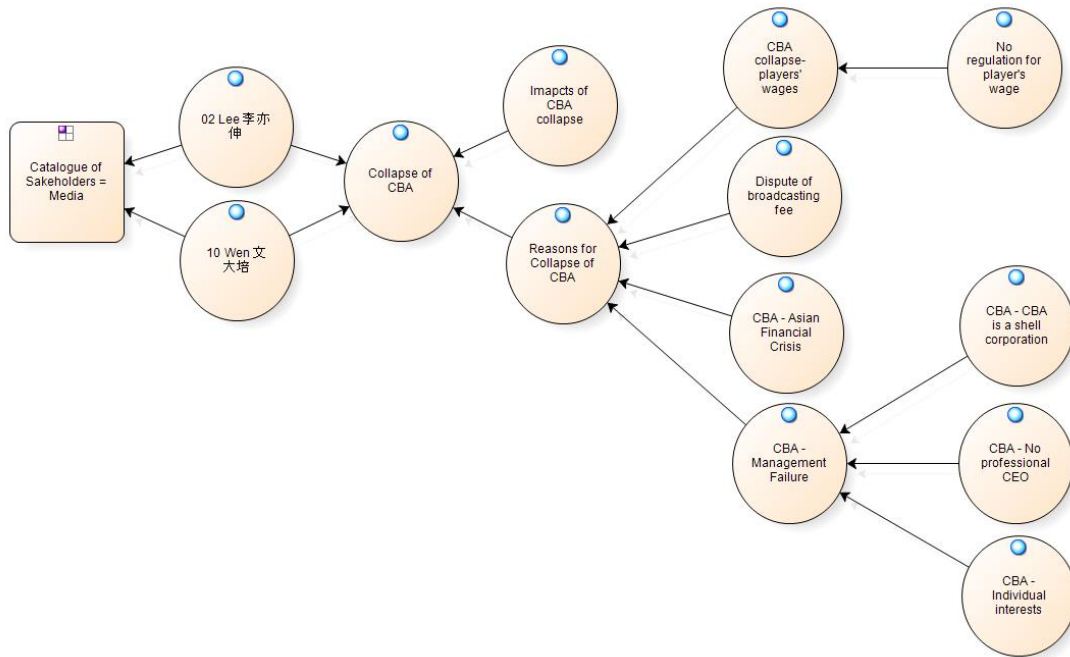 Catalogue of
Sakeholders =
Media
02 Lee 李亦
伸
10 Wen 文
大培
Collapse of
CBA
Imapcts of
CBA
collapse
Reasons for
Collapse of
CBA
CBA
collapse-
players'
wages
No
regulation for
player's
wage
Dispute of
broadcasting
fee
CBA - Asian
Financial
Crisis
CBA -
Management
Failure
CBA - CBA
is a shell
corporation
CBA - No
professional
CEO
CBA -
Individual
interests